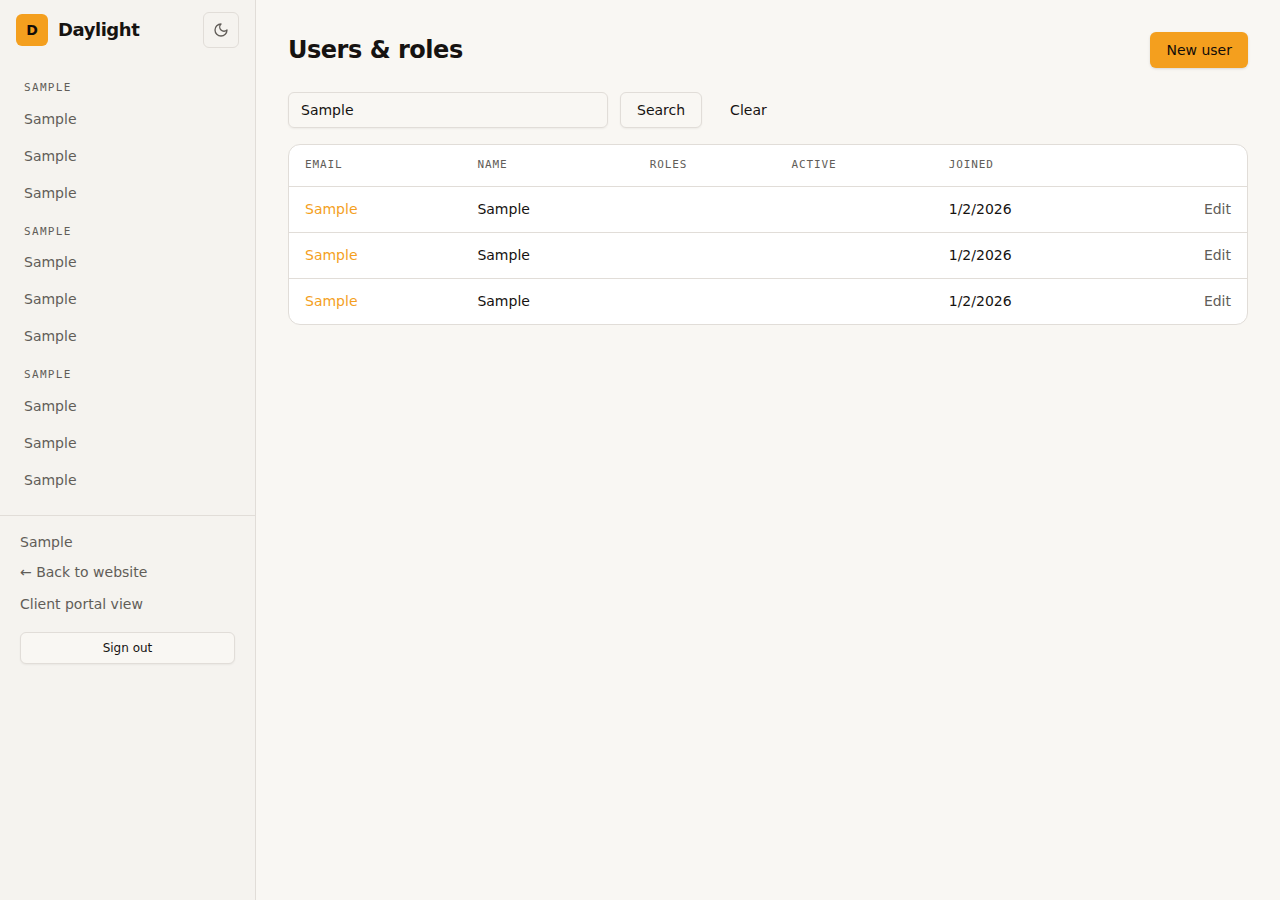 D Daylight
SAMPLE
Sample
Sample
Sample
SAMPLE
Sample
Sample
Sample
SAMPLE
Sample
Sample
Sample
Sample
← Back to website
Client portal view
Sign out
Users & roles
New user
Sample Search Clear
EMAIL NAME ROLES ACTIVE JOINED
Sample Sample 1/2/2026 Edit
Sample Sample 1/2/2026 Edit
Sample Sample 1/2/2026 Edit